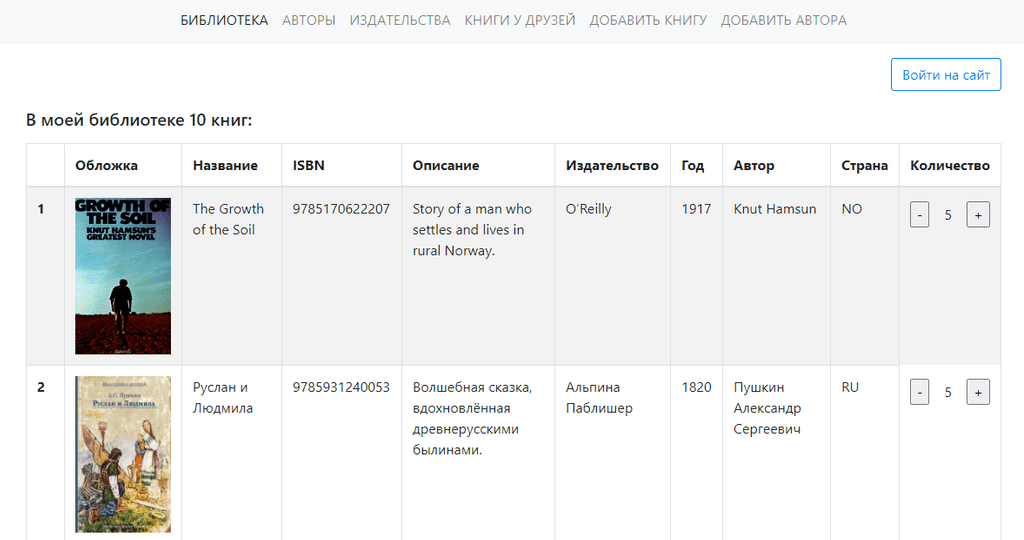 БИБЛИОТЕКА АВТОРЫ ИЗДАТЕЛЬСТВА КНИГИ У ДРУЗЕЙ ДОБАВИТЬ КНИГУ ДОБАВИТЬ АВТОРА
Войти на сайт
В моей библиотеке 10 книг:
Обложка Название ISBN Описание Издательство Год Автор Страна Количество
1
GROWTH OF
THE SOIL
KNUT HAMSUN'S
GREATEST NOVEL
The Growth
of the Soil
9785170622207
Story of a man who
settles and lives in
rural Norway.
O'Reilly
1917
Knut Hamsun
NO
- 5 +
2
А.С. Пушкин
Руслан и Людмила
Руслан и
Людмила
9785931240053
Волшебная сказка,
вдохновлённая
древнерусскими
былинами.
Альпина
Паблишер
1820
Пушкин
Александр
Сергеевич
RU
- 5 +